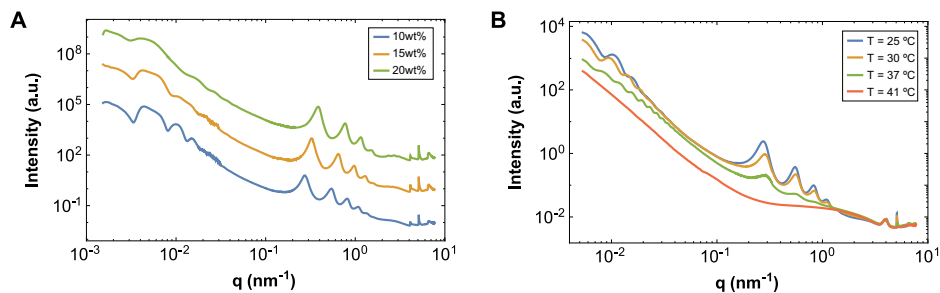 A
10wt%
15wt%
20wt%
Intensity (a.u.)
10⁹
10⁵
10²
10⁻¹
10⁻³
10⁻²
10⁻¹
10⁰
10¹
q (nm⁻¹)
B
T = 25 ºC
T = 30 ºC
T = 37 ºC
T = 41 ºC
Intensity (a.u.)
10⁴
10²
10⁰
10⁻²
10⁻²
10⁻¹
10⁰
10¹
q (nm⁻¹)